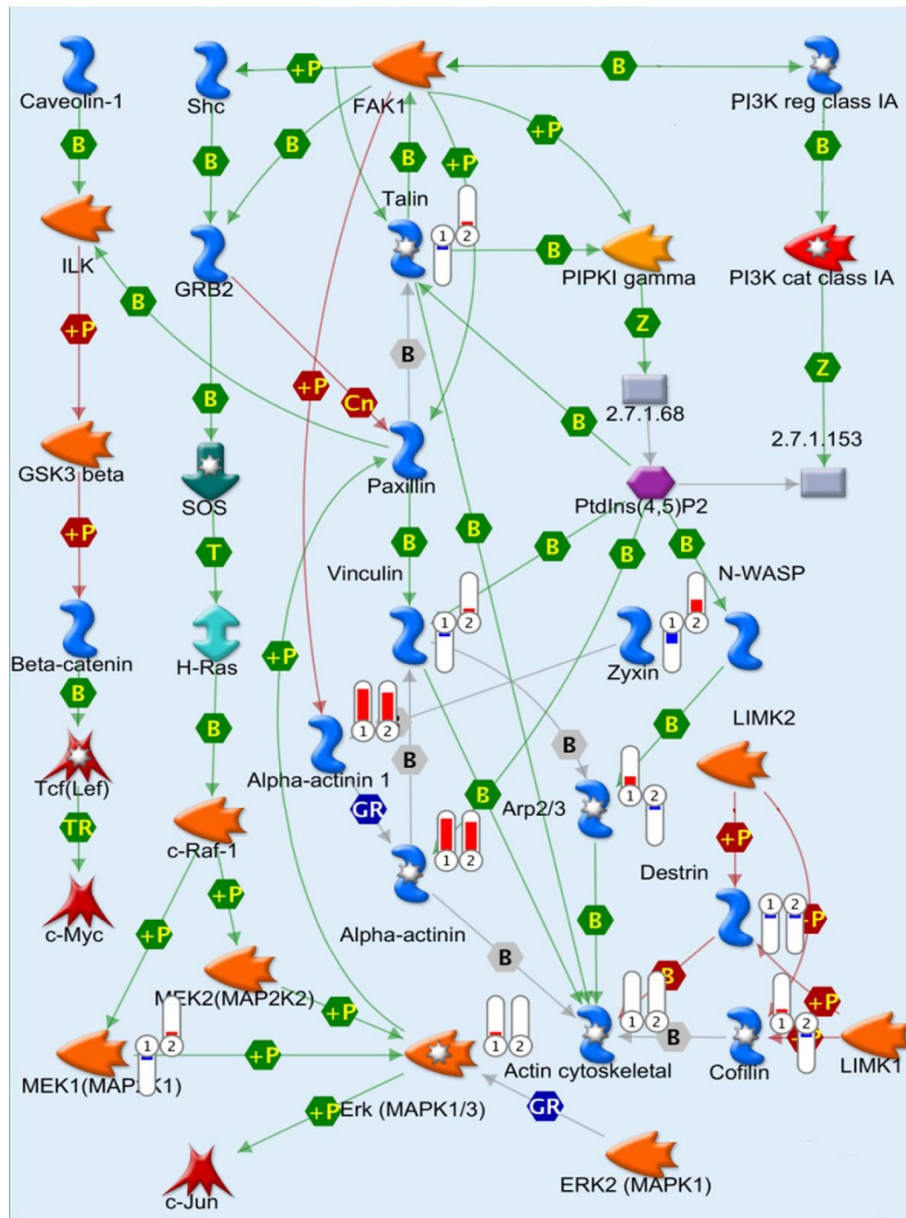 +P
B
Caveolin-1
Shc
FAK1
PI3K reg class IA
B
B
B
B
+P
+P
B
Talin
1
2
ILK
GRB2
B
PIPKI gamma
PI3K cat class IA
B
+P
B
+P
Z
Cn
2.7.1.68
Z
B
B
2.7.1.153
GSK3 beta
SOS
Paxillin
PtdIns(4,5)P2
+P
T
B
B
B
B
B
Vinculin
N-WASP
1
2
1
2
Beta-catenin
H-Ras
Zyxin
+P
B
B
1
2
B
B
B
LIMK2
Tcf(Lef)
Alpha-actinin 1
TR
c-Raf-1
GR
B
Arp2/3
1
2
1
2
+P
c-Myc
+P
+P
Alpha-actinin
B
Destrin
1
2
+P
MEK2(MAP2K2)
B
B
+P
+P
1
2
1
2
1
2
1
2
MEK1(MAP2K1)
+P
Actin cytoskeletal
B
Cofilin
+P
LIMK1
+P
Erk (MAPK1/3)
GR
c-Jun
ERK2 (MAPK1)